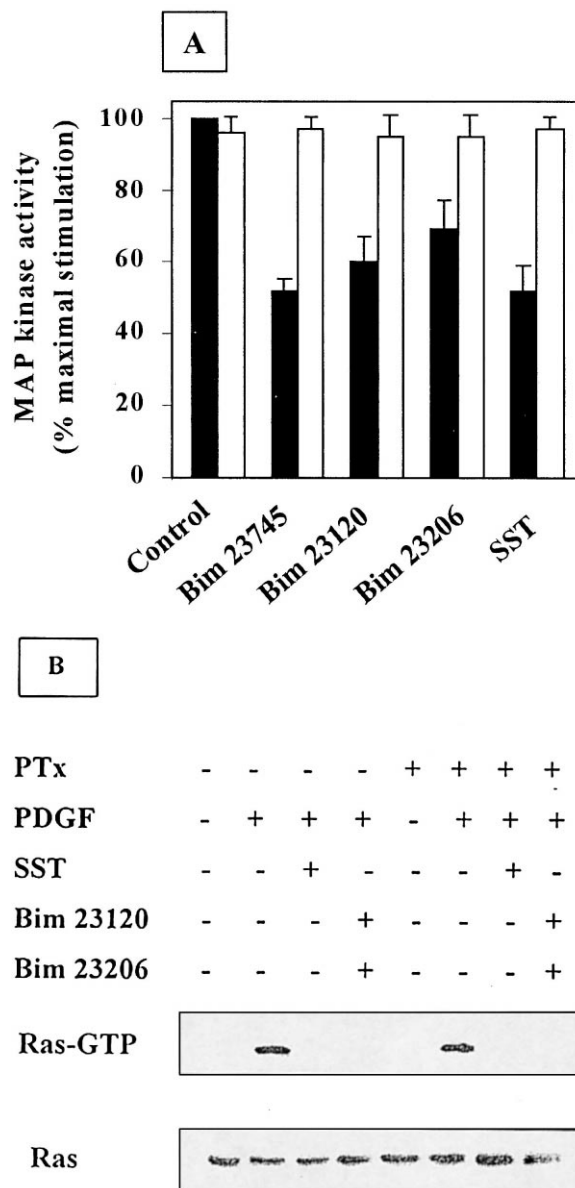 A
MAP kinase activity
(% maximal stimulation)
100
80
60
40
20
0
Control
Bim 23745
Bim 23120
Bim 23206
SST
B
PTx - - - - + + + +
PDGF - + + + - + + +
SST - - + - - - + -
Bim 23120 - - - + - - - +
Bim 23206 - - - + - - - +
Ras-GTP
Ras